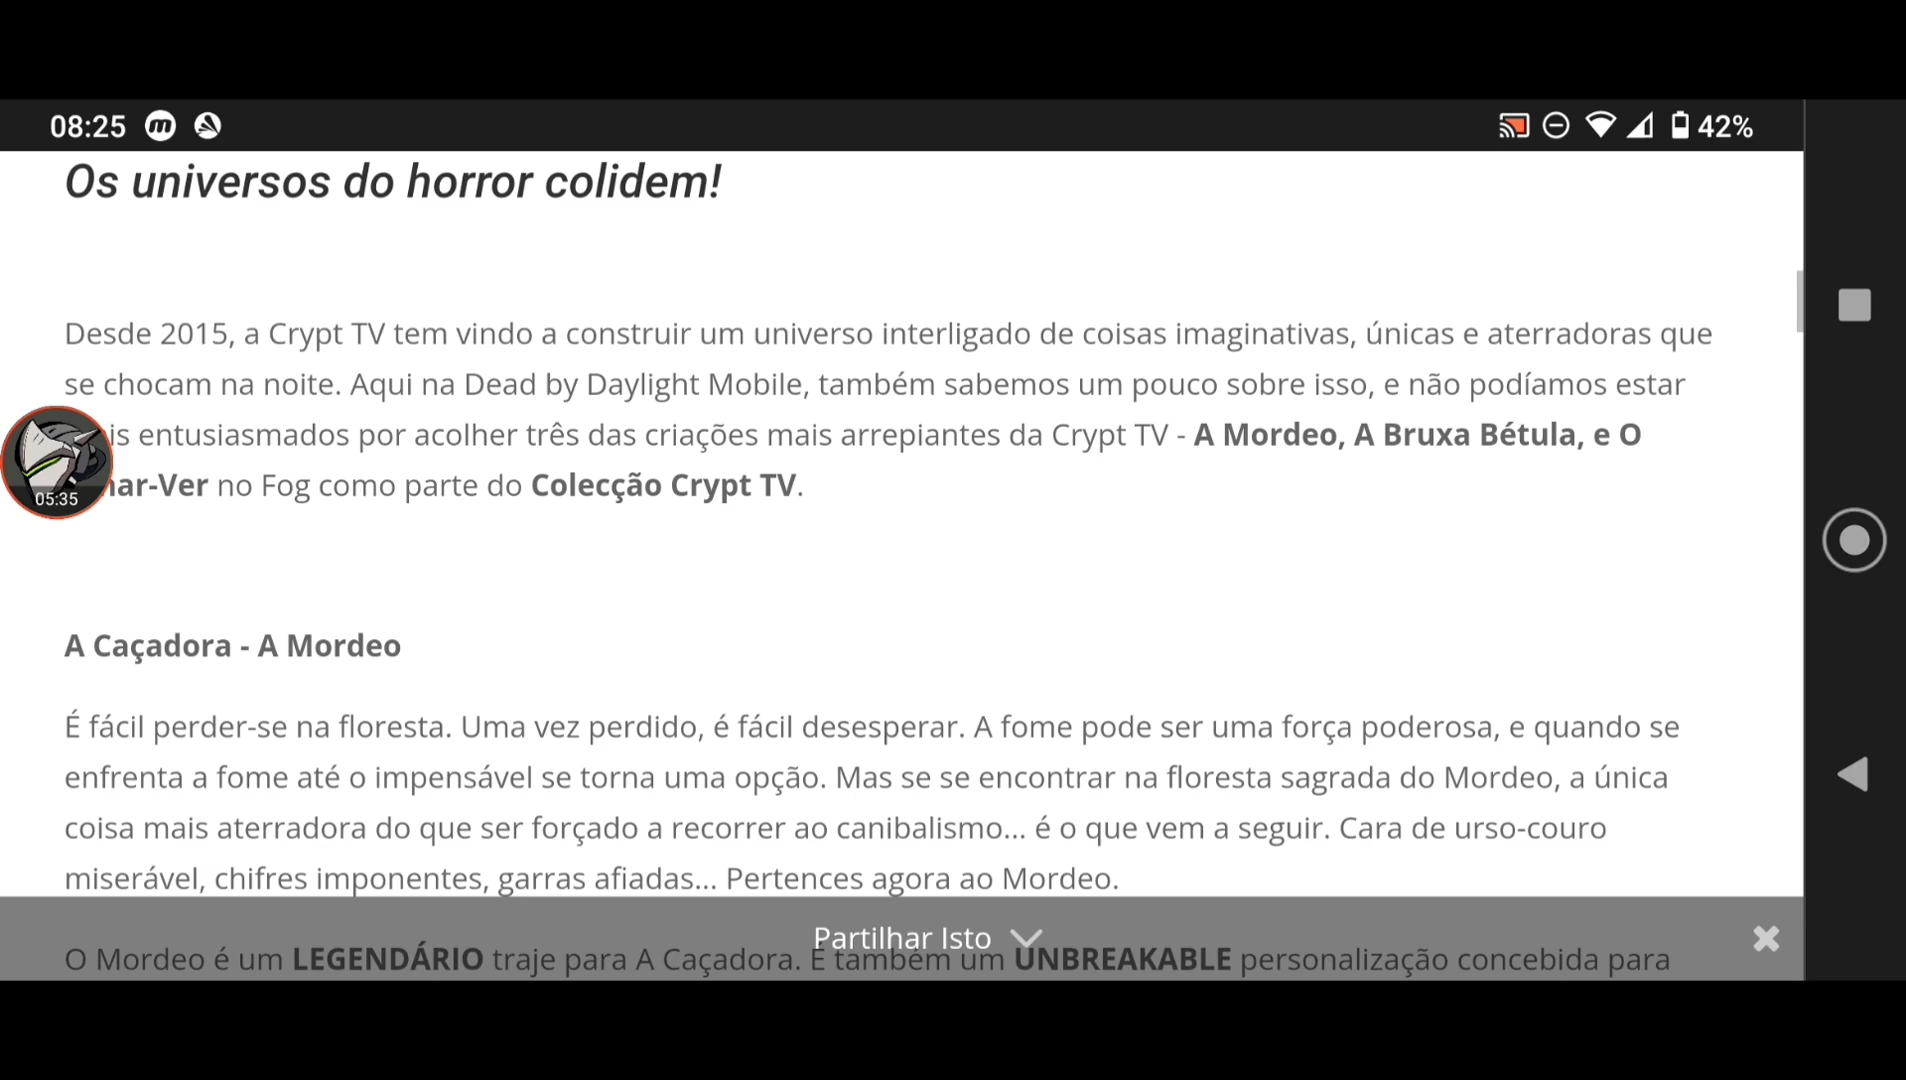 08:25
42%
Os universos do horror colidem!
Desde 2015, a Crypt TV tem vindo a construir um universo interligado de coisas imaginativas, únicas e aterradoras que
se chocam na noite. Aqui na Dead by Daylight Mobile, também sabemos um pouco sobre isso, e não podíamos estar
entusiasmados por acolher três das criações mais arrepiantes da Crypt TV - A Mordeo, A Bruxa Bétula, e O
no Fog como parte do Colecção Crypt TV.
05:35
A Caçadora - A Mordeo
É fácil perder-se na floresta. Uma vez perdido, é fácil desesperar. A fome pode ser uma força poderosa, e quando se
enfrenta a fome até o impensável se torna uma opção. Mas se se encontrar na floresta sagrada do Mordeo, a única
coisa mais aterradora do que ser forçado a recorrer ao canibalismo... é o que vem a seguir. Cara de urso-couro
miserável, chifres imponentes, garras afiadas... Pertences agora ao Mordeo.
Partilhar Isto
O Mordeo é um LEGENDÁRIO traje para A Caçadora. É também um UNBREAKABLE personalização concebida para